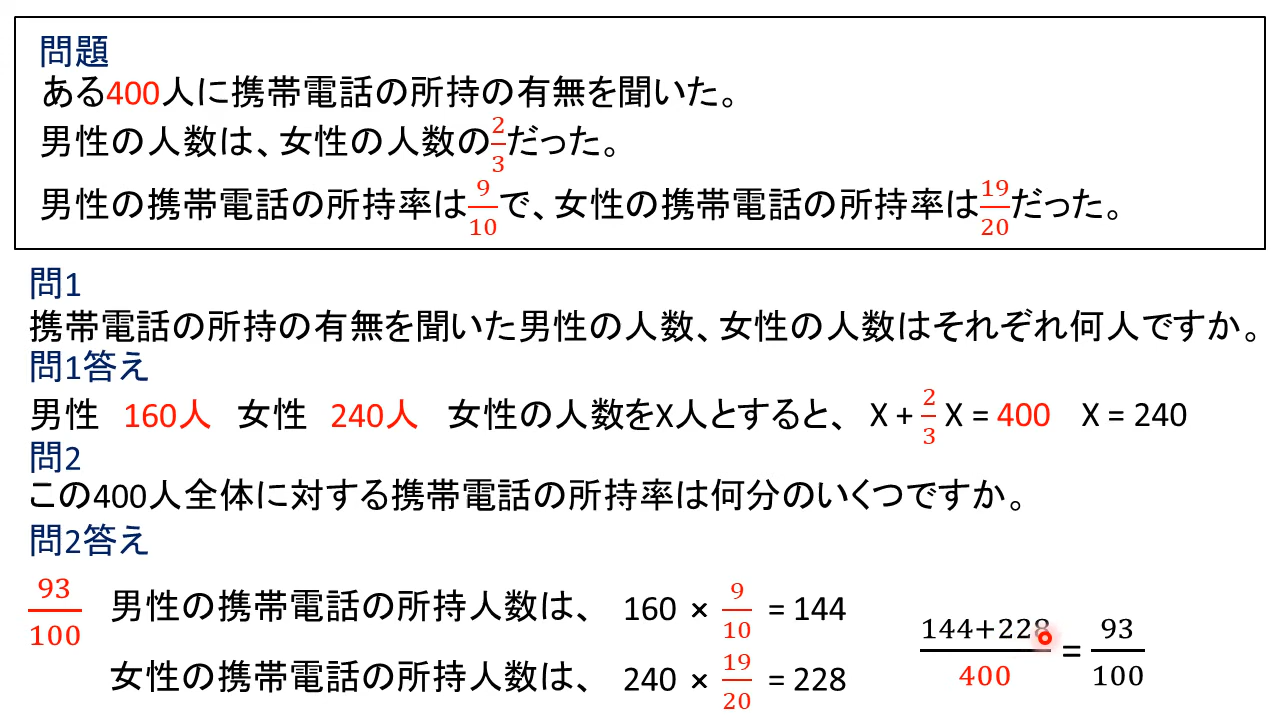 問題
ある400人に携帯電話の所持の有無を聞いた。
男性の人数は、女性の人数の2/3だった。
男性の携帯電話の所持率は9/10で、女性の携帯電話の所持率は19/20だった。
問1
携帯電話の所持の有無を聞いた男性の人数、女性の人数はそれぞれ何人ですか。
問1答え
男性 160人 女性 240人 女性の人数をX人とすると、 X + 2/3 X = 400 X = 240
問2
この400人全体に対する携帯電話の所持率は何分のいくつですか。
問2答え
93/100 男性の携帯電話の所持人数は、 160 × 9/10 = 144
女性の携帯電話の所持人数は、 240 × 19/20 = 228
144+228/400 = 93/100